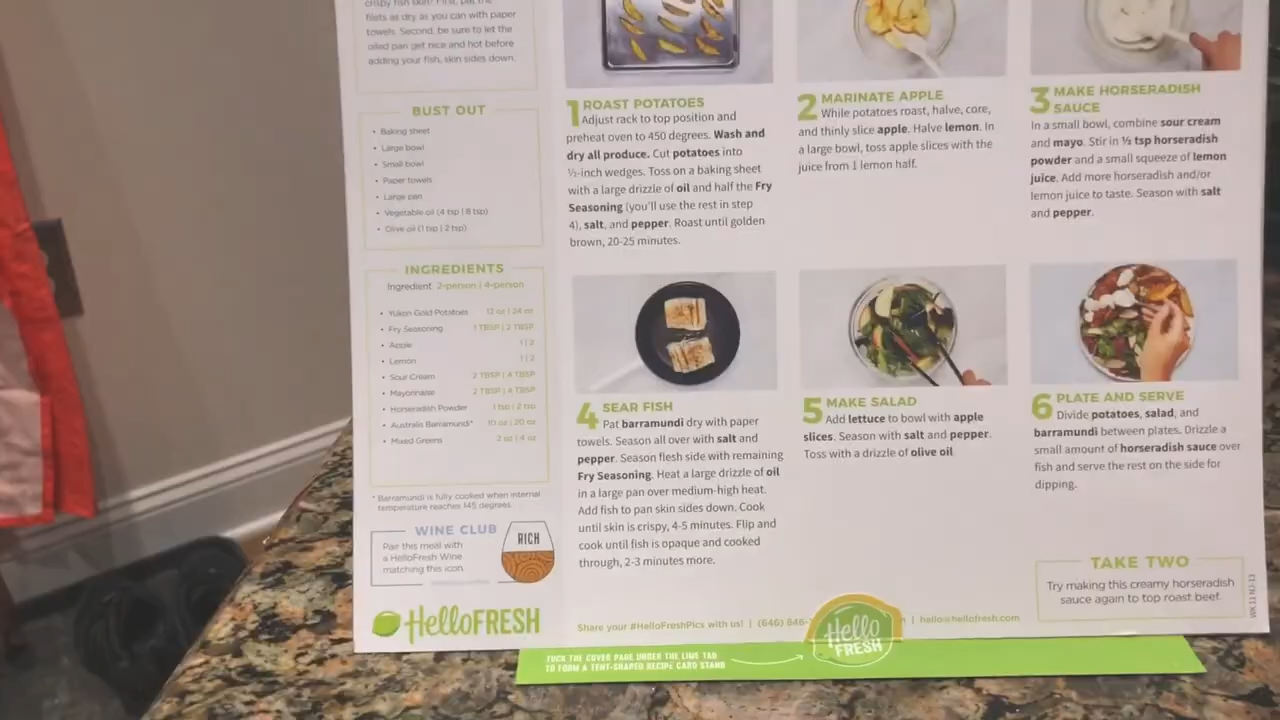 crispy fish skin? First, pat the
filets as dry as you can with paper
towels. Second, be sure to let the
oiled pan get nice and hot before
adding your fish, skin sides down.
BUST OUT
• Baking sheet
• Large bowl
• Small bowl
• Paper towels
• Large pan
• Vegetable oil (4 tsp | 8 tsp)
• Olive oil (1 tsp | 2 tsp)
INGREDIENTS
Ingredient 2-person | 4-person
• Yukon Gold Potatoes 12 oz | 24 oz
• Fry Seasoning 1 TBSP | 2 TBSP
• Apple 1 | 2
• Lemon 1 | 2
• Sour Cream 2 TBSP | 4 TBSP
• Mayonnaise 2 TBSP | 4 TBSP
• Horseradish Powder 1 tsp | 2 tsp
• Australis Barramundi* 10 oz | 20 oz
• Mixed Greens 2 oz | 4 oz
* Barramundi is fully cooked when internal
temperature reaches 145 degrees.
WINE CLUB
Pair this meal with
a HelloFresh Wine
matching this icon.
RICH
HelloFRESH
1 ROAST POTATOES
Adjust rack to top position and
preheat oven to 450 degrees. Wash and
dry all produce. Cut potatoes into
½-inch wedges. Toss on a baking sheet
with a large drizzle of oil and half the Fry
Seasoning (you'll use the rest in step
4), salt, and pepper. Roast until golden
brown, 20-25 minutes.
2 MARINATE APPLE
While potatoes roast, halve, core,
and thinly slice apple. Halve lemon. In
a large bowl, toss apple slices with the
juice from 1 lemon half.
3 MAKE HORSERADISH
SAUCE
In a small bowl, combine sour cream
and mayo. Stir in ½ tsp horseradish
powder and a small squeeze of lemon
juice. Add more horseradish and/or
lemon juice to taste. Season with salt
and pepper.
4 SEAR FISH
Pat barramundi dry with paper
towels. Season all over with salt and
pepper. Season flesh side with remaining
Fry Seasoning. Heat a large drizzle of oil
in a large pan over medium-high heat.
Add fish to pan skin sides down. Cook
until skin is crispy, 4-5 minutes. Flip and
cook until fish is opaque and cooked
through, 2-3 minutes more.
5 MAKE SALAD
Add lettuce to bowl with apple
slices. Season with salt and pepper.
Toss with a drizzle of olive oil
6 PLATE AND SERVE
Divide potatoes, salad, and
barramundi between plates. Drizzle a
small amount of horseradish sauce over
fish and serve the rest on the side for
dipping.
TAKE TWO
Try making this creamy horseradish
sauce again to top roast beef.
WK 11 NJ-13
Share your #HelloFreshPics with us! | (646) 846- | hello@hellofresh.com
Hello
FRESH
TUCK THE COVER PAGE UNDER THE LIME TAB
TO FORM A TENT-SHAPED RECIPE CARD STAND